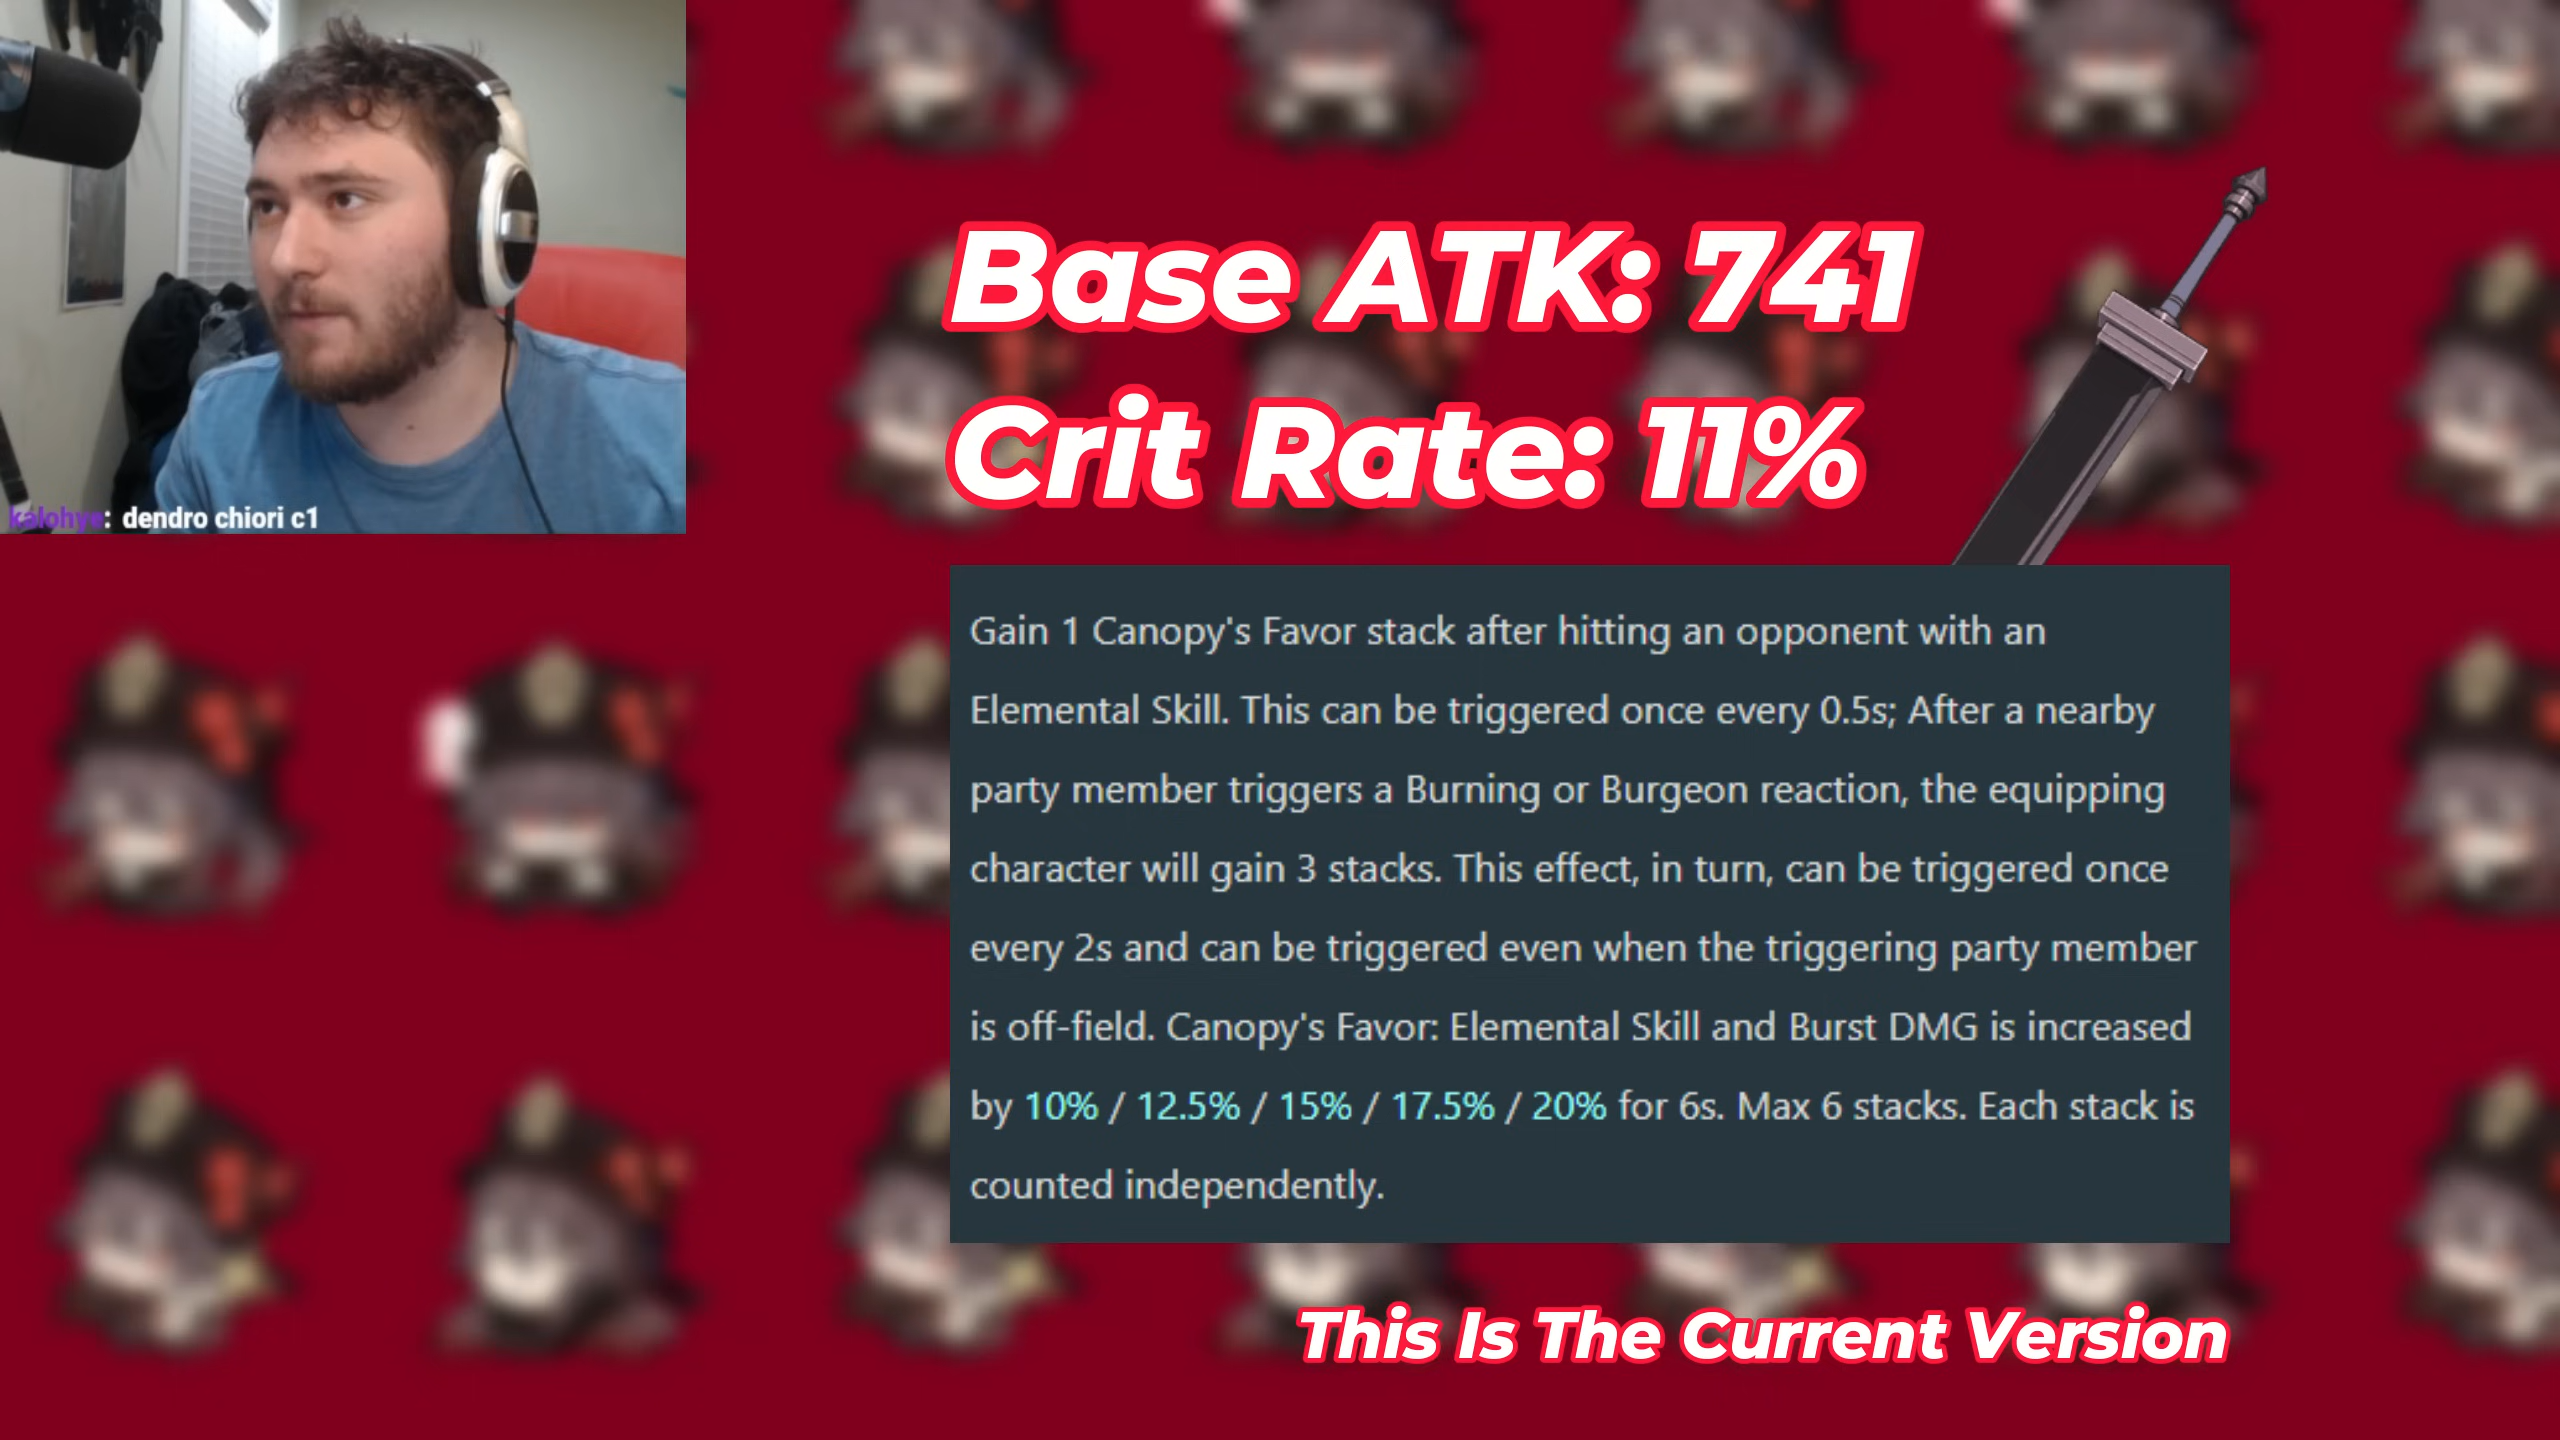 kalohye: dendro chiori c1
Base ATK: 741
Crit Rate: 11%
Gain 1 Canopy's Favor stack after hitting an opponent with an
Elemental Skill. This can be triggered once every 0.5s; After a nearby
party member triggers a Burning or Burgeon reaction, the equipping
character will gain 3 stacks. This effect, in turn, can be triggered once
every 2s and can be triggered even when the triggering party member
is off-field. Canopy's Favor: Elemental Skill and Burst DMG is increased
by 10% / 12.5% / 15% / 17.5% / 20% for 6s. Max 6 stacks. Each stack is
counted independently.
This Is The Current Version